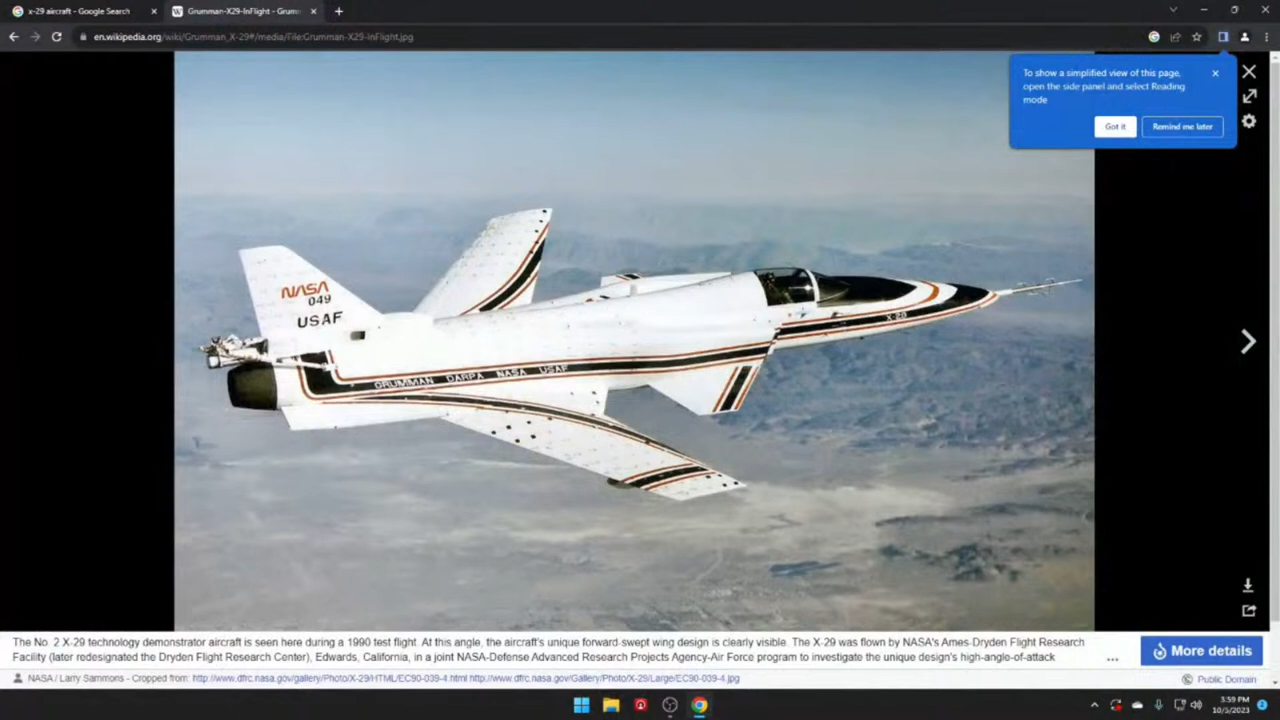 x-29 aircraft - Google Search
Grumman-X29-InFlight - Grum
en.wikipedia.org/wiki/Grumman_X-29#/media/File:Grumman-X29-InFlight.jpg
To show a simplified view of this page,
open the side panel and select Reading
mode
Got it
Remind me later
NASA
049
USAF
X-29
GRUMMAN DARPA NASA USAF
The No. 2 X-29 technology demonstrator aircraft is seen here during a 1990 test flight. At this angle, the aircraft's unique forward-swept wing design is clearly visible. The X-29 was flown by NASA's Ames-Dryden Flight Research
Facility (later redesignated the Dryden Flight Research Center), Edwards, California, in a joint NASA-Defense Advanced Research Projects Agency-Air Force program to investigate the unique design's high-angle-of-attack
...
More details
NASA / Larry Sammons - Cropped from: http://www.dfrc.nasa.gov/gallery/Photo/X-29/HTML/EC90-039-4.html http://www.dfrc.nasa.gov/Gallery/Photo/X-29/Large/EC90-039-4.jpg
Public Domain
3:59 PM
10/5/2023
2